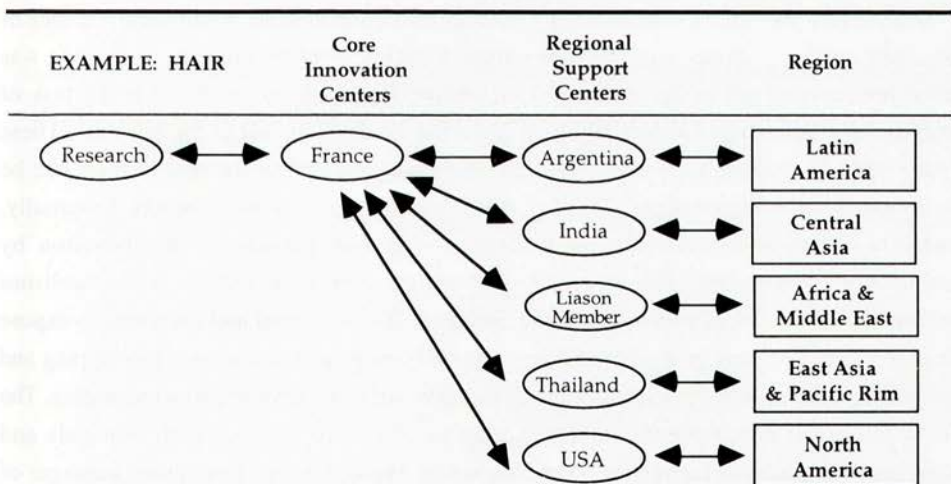 EXAMPLE: HAIR
Core
Innovation
Centers
Regional
Support
Centers
Region
Research
France
Argentina
Latin
America
India
Central
Asia
Liason
Member
Africa &
Middle East
Thailand
East Asia
& Pacific Rim
USA
North
America